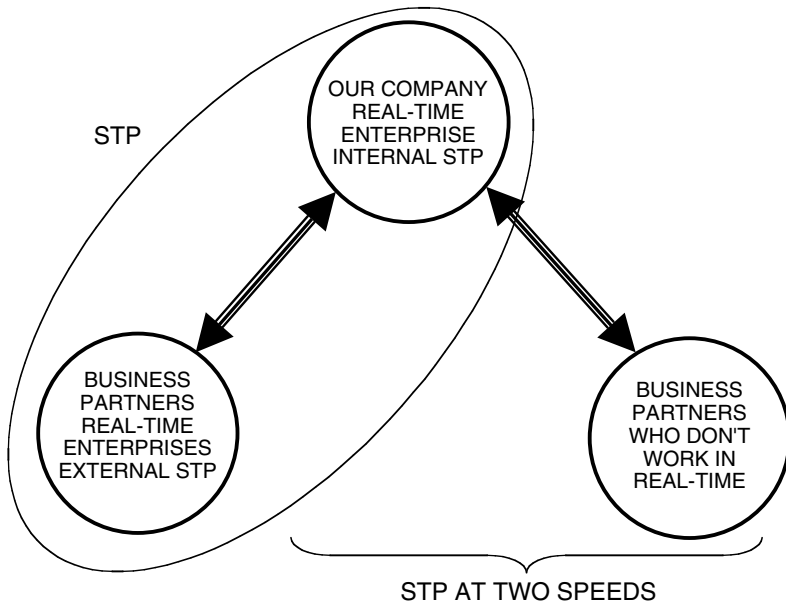 OUR COMPANY
REAL-TIME
ENTERPRISE
INTERNAL STP
STP
BUSINESS
PARTNERS
REAL-TIME
ENTERPRISES
EXTERNAL STP
BUSINESS
PARTNERS
WHO DON'T
WORK IN
REAL-TIME
STP AT TWO SPEEDS